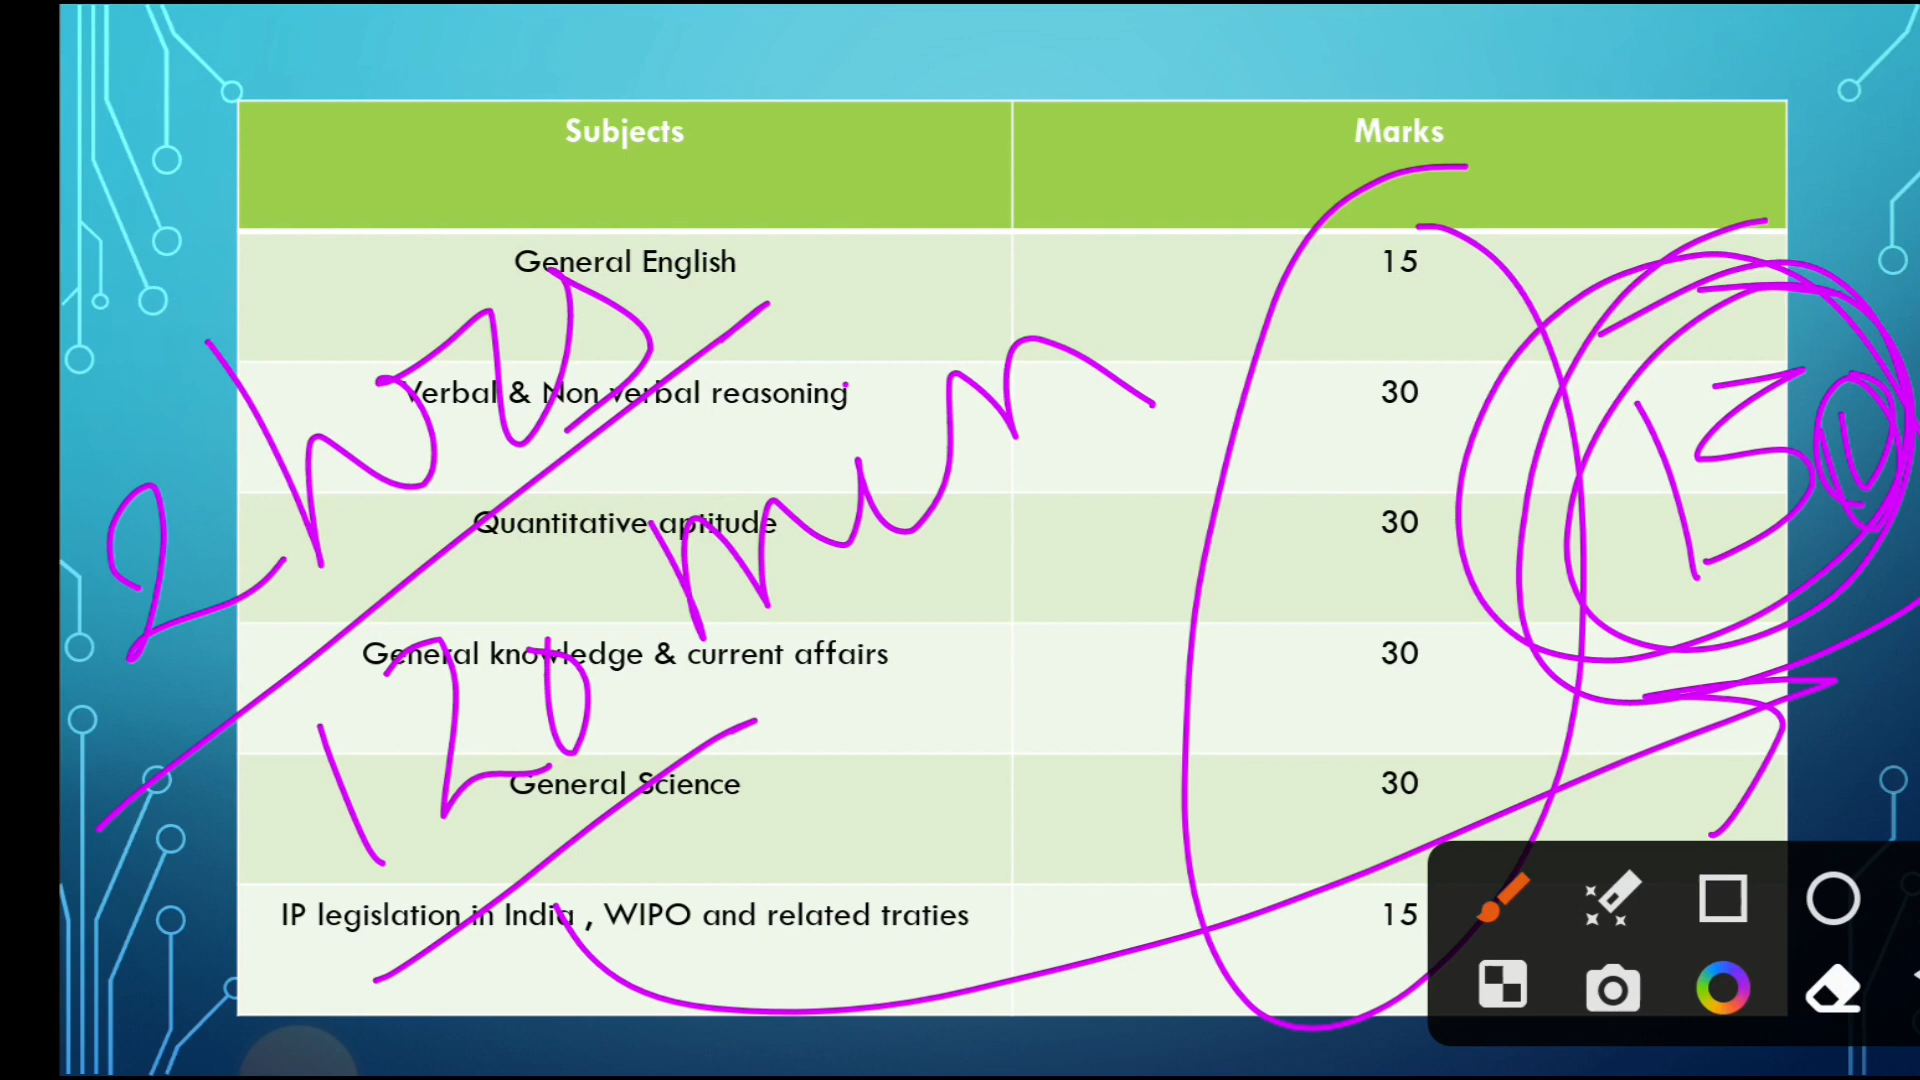 Subjects Marks
General English 15
Verbal & Non verbal reasoning 30
Quantitative aptitude 30
General knowledge & current affairs 30
General Science 30
IP legislation in India , WIPO and related traties 15
2 hrs
120 min
150